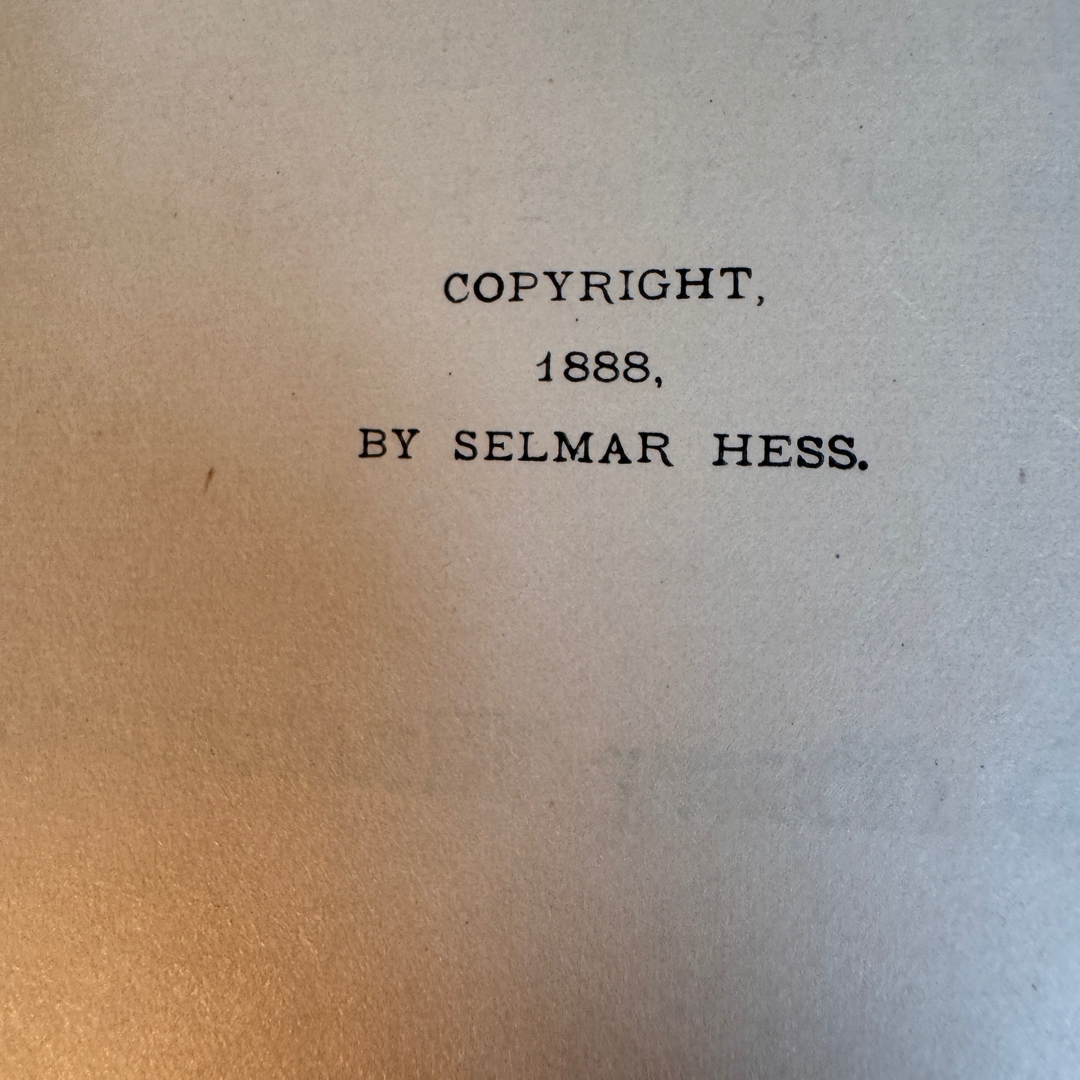 COPYRIGHT,
1888,
BY SELMAR HESS.